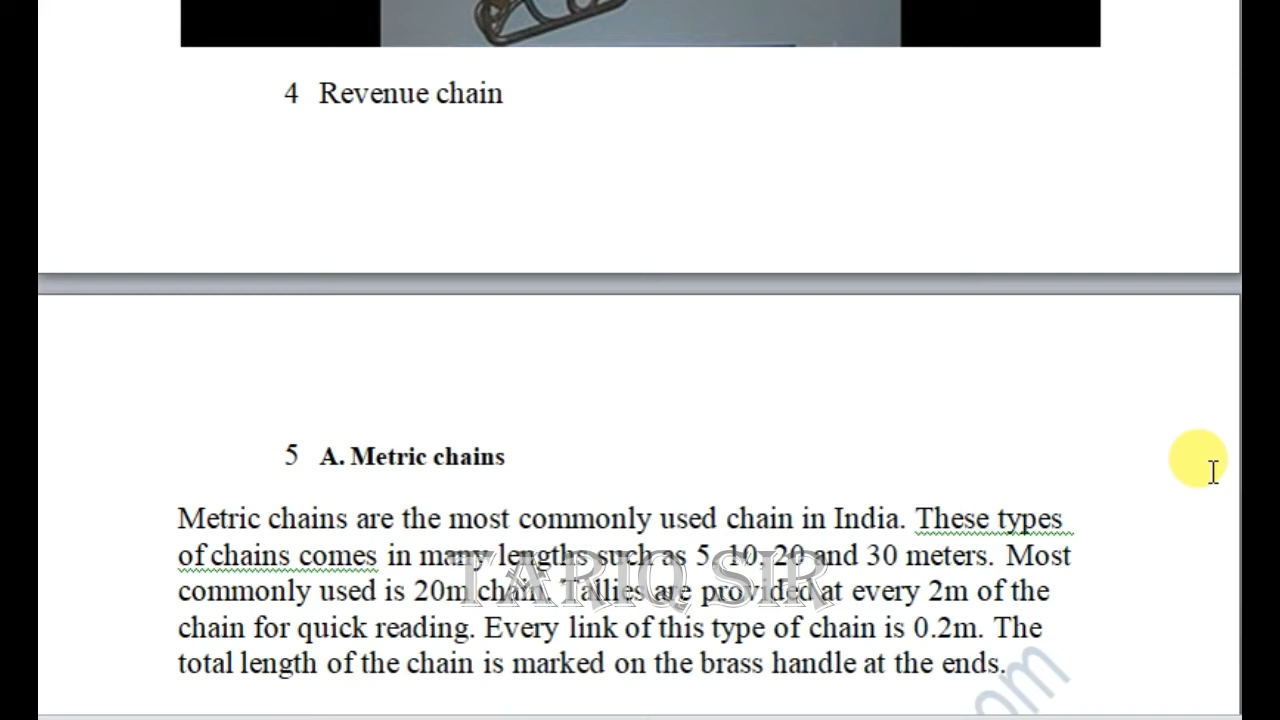 4 Revenue chain
5 A. Metric chains
Metric chains are the most commonly used chain in India. These types
of chains comes in many lengths such as 5, 10, 20 and 30 meters. Most
commonly used is 20m chain. Tallies are provided at every 2m of the
chain for quick reading. Every link of this type of chain is 0.2m. The
total length of the chain is marked on the brass handle at the ends.
TARIQ SIR
om